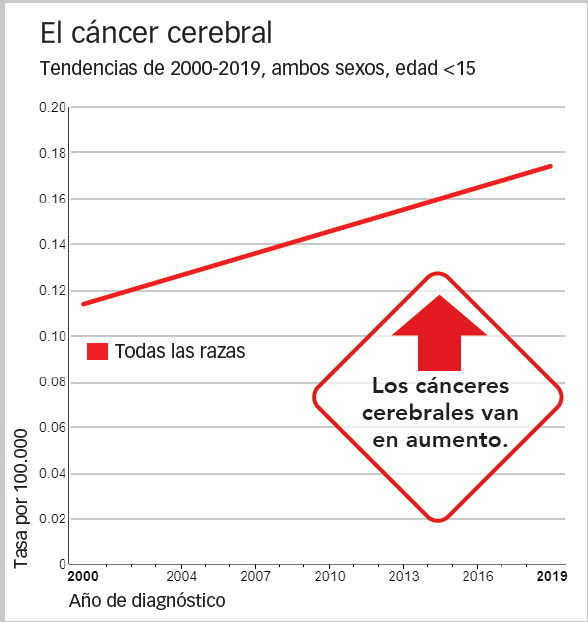 El cáncer cerebral
Tendencias de 2000-2019, ambos sexos, edad <15
0.20
0.18
0.16
0.14
0.12
0.10
0.08
0.06
0.04
0.02
0
Tasa por 100.000
Todas las razas
Los cánceres
cerebrales van
en aumento.
2000 2004 2007 2010 2013 2016 2019
Año de diagnóstico